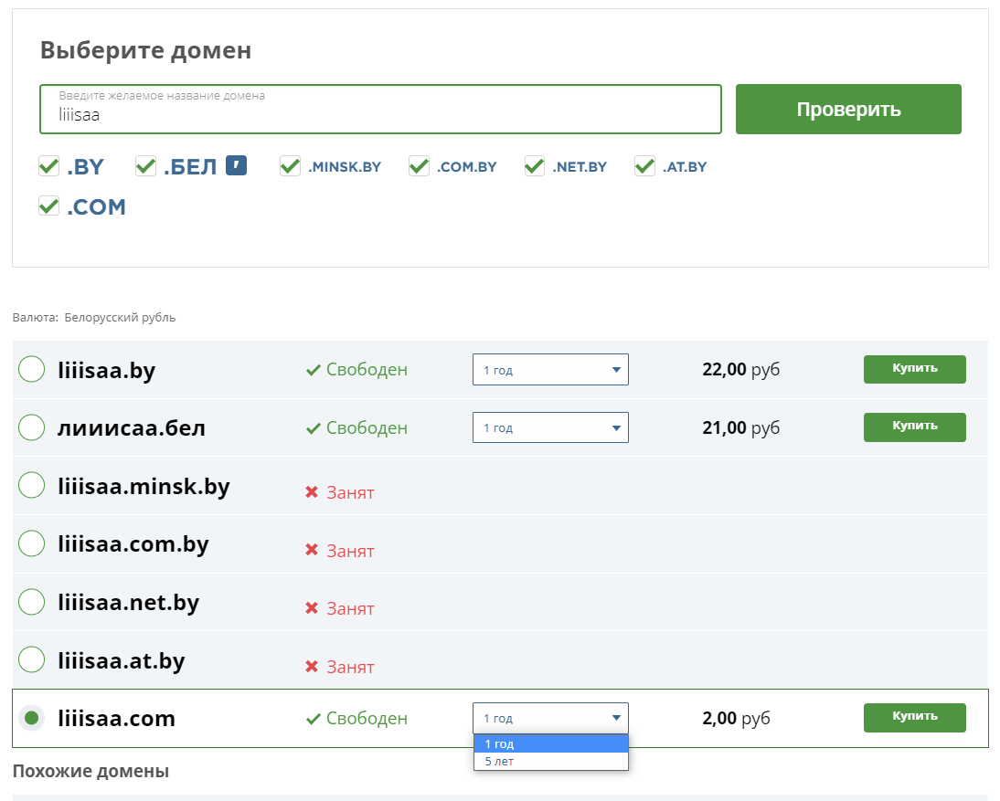 Выберите домен
Введите желаемое название домена
liiisaa
Проверить
.BY .БЕЛ ' .MINSK.BY .COM.BY .NET.BY .AT.BY
.COM
Валюта: Белорусский рубль
liiisaa.by Свободен 1 год 22,00 руб Купить
лииисаа.бел Свободен 1 год 21,00 руб Купить
liiisaa.minsk.by Занят
liiisaa.com.by Занят
liiisaa.net.by Занят
liiisaa.at.by Занят
liiisaa.com Свободен 1 год 2,00 руб Купить
1 год
5 лет
Похожие домены